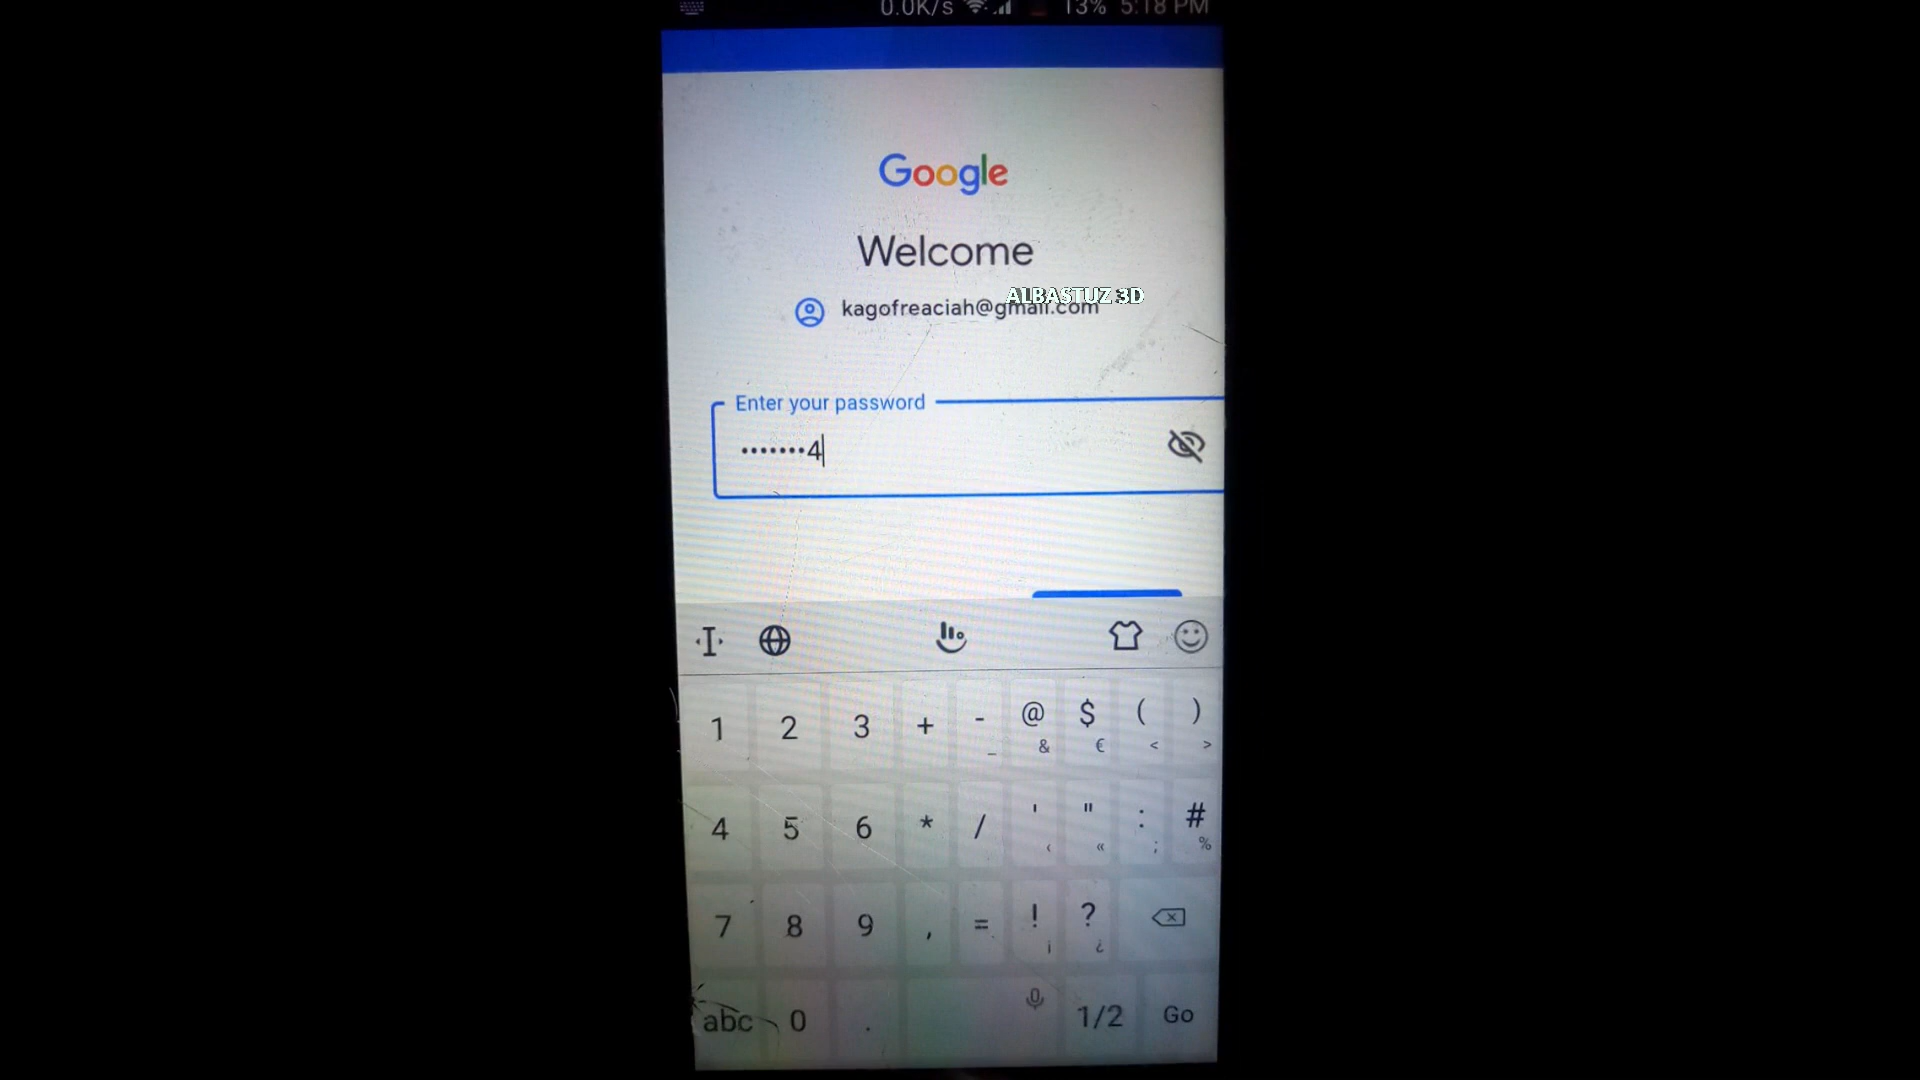 0.0K/s 13% 5:18 PM
Google
Welcome
ALBASTUZ 3D
kagofreaciah@gmail.com
Enter your password
•••••••4
1 2 3 + - @ $ ( )
_ & € < >
4 5 6 * / ' " : #
‹ « ; %
7 8 9 , = ! ?
¡ ¿
abc 0 . 1/2 Go